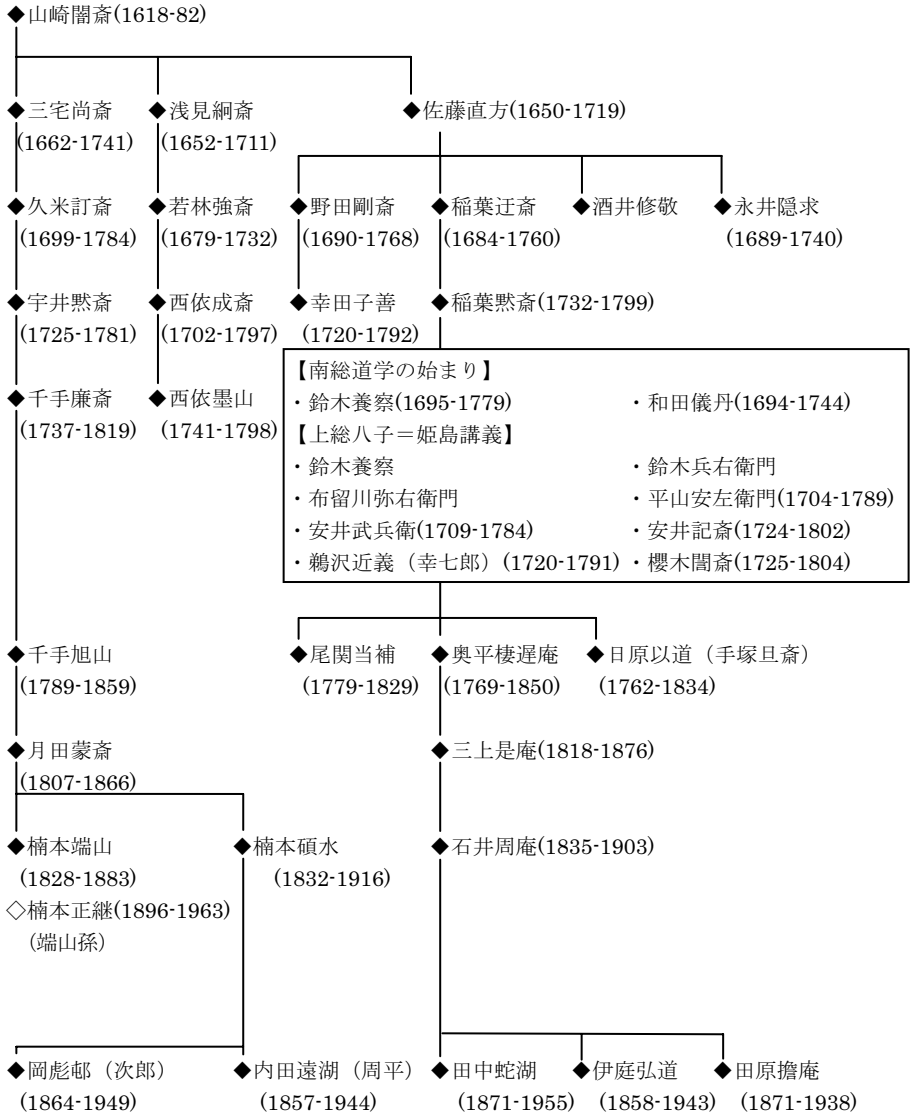 ◆山崎闇斎(1618-82)
◆三宅尚斎 ◆浅見絅斎 ◆佐藤直方(1650-1719)
(1662-1741) (1652-1711)
◆久米訂斎 ◆若林強斎 ◆野田剛斎 ◆稲葉迂斎 ◆酒井修敬 ◆永井隠求
(1699-1784) (1679-1732) (1690-1768) (1684-1760) (1689-1740)
◆宇井黙斎 ◆西依成斎 ◆幸田子善 ◆稲葉黙斎(1732-1799)
(1725-1781) (1702-1797) (1720-1792)
◆千手廉斎 ◆西依墨山
(1737-1819) (1741-1798)
【南総道学の始まり】
・鈴木養察(1695-1779) ・和田儀丹(1694-1744)
【上総八子＝姫島講義】
・鈴木養察 ・鈴木兵右衛門
・布留川弥右衛門 ・平山安左衛門(1704-1789)
・安井武兵衛(1709-1784) ・安井記斎(1724-1802)
・鵜沢近義（幸七郎）(1720-1791) ・櫻木誾斎(1725-1804)
◆千手旭山 ◆尾関当補 ◆奥平棲遅庵 ◆日原以道（手塚旦斎）
(1789-1859) (1779-1829) (1769-1850) (1762-1834)
◆月田蒙斎 ◆三上是庵(1818-1876)
(1807-1866)
◆楠本端山 ◆楠本碩水 ◆石井周庵(1835-1903)
(1828-1883) (1832-1916)
◇楠本正継(1896-1963)
（端山孫）
◆岡彪邨（次郎） ◆内田遠湖（周平） ◆田中蛇湖 ◆伊庭弘道 ◆田原擔庵
(1864-1949) (1857-1944) (1871-1955) (1858-1943) (1871-1938)